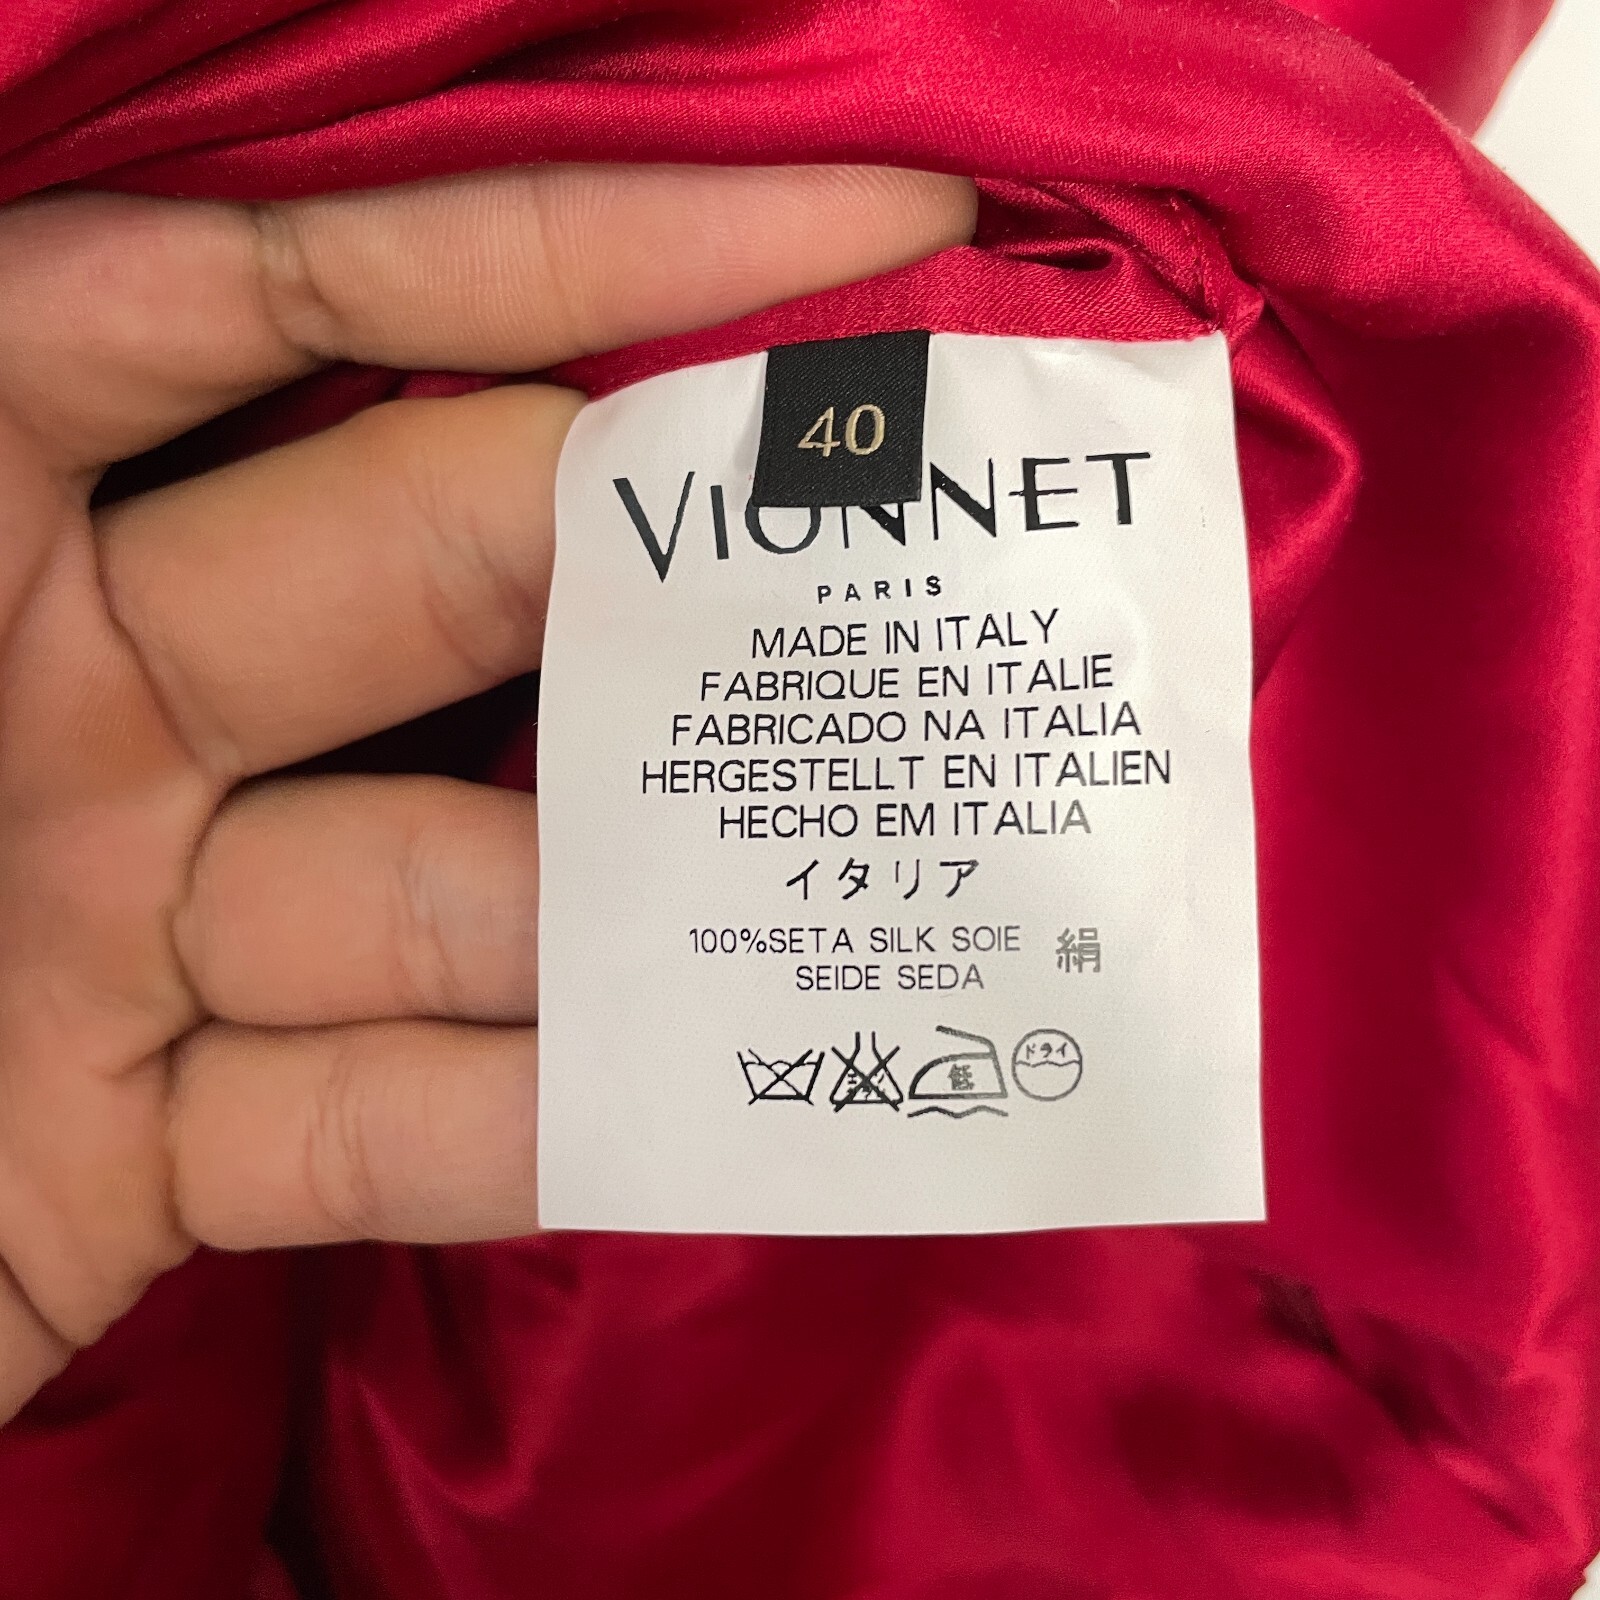 40
VIONNET
PARIS
MADE IN ITALY
FABRIQUE EN ITALIE
FABRICADO NA ITALIA
HERGESTELLT EN ITALIEN
HECHO EM ITALIA
イタリア
100%SETA SILK SOIE 絹
SEIDE SEDA
低 ドライ